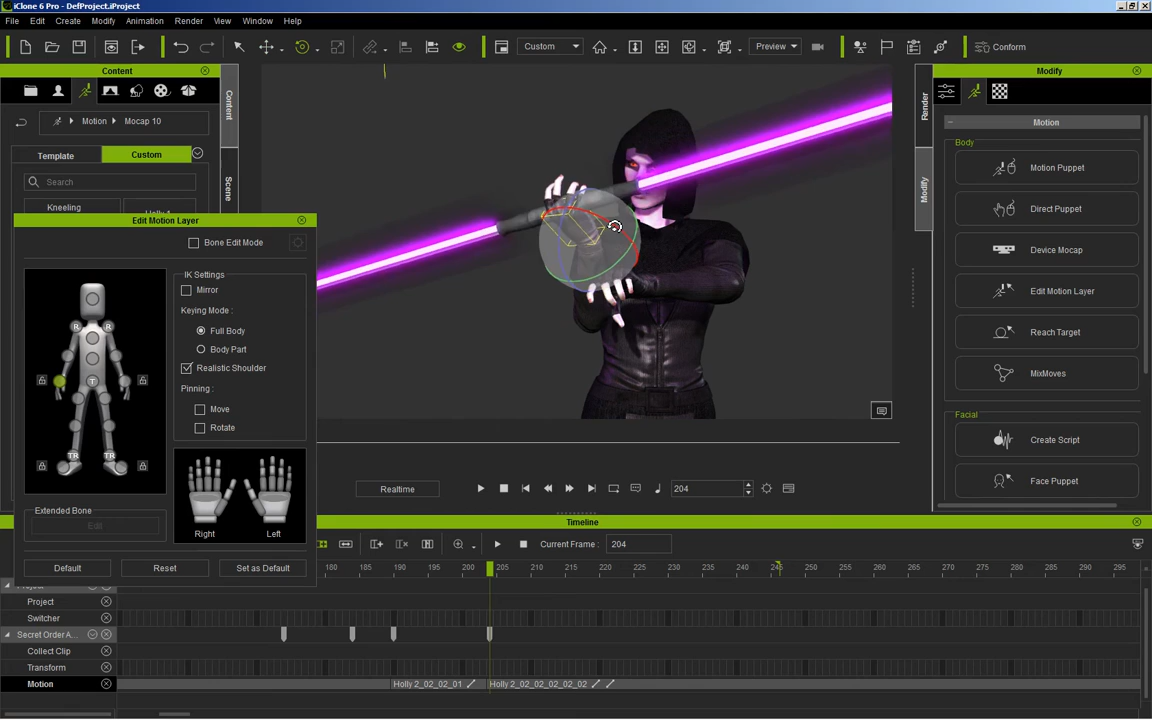 iClone 6 Pro - DefProject.iProject
File Edit Create Modify Animation Render View Window Help
Custom Preview Conform
Content
Motion Mocap 10
Template Custom
Search
Kneeling
Content
Scene
Edit Motion Layer
Bone Edit Mode
IK Settings
Mirror
Keying Mode :
Full Body
Body Part
Realistic Shoulder
Pinning :
Move
Rotate
R R
T
TR TR
Right Left
Extended Bone
Edit
Default Reset Set as Default
Render
Modify
Modify
Motion
Body
Motion Puppet
Direct Puppet
Device Mocap
Edit Motion Layer
Reach Target
MixMoves
Facial
Create Script
Face Puppet
Realtime 204
Timeline
Current Frame : 204
180 185 190 195 200 205 210 215 220 225 230 235 240 245 250 255 260 265 270 275 280 285 290 295
Project
Project
Switcher
Secret Order A...
Collect Clip
Transform
Motion
Holly 2_02_02_01 Holly 2_02_02_02_02_02